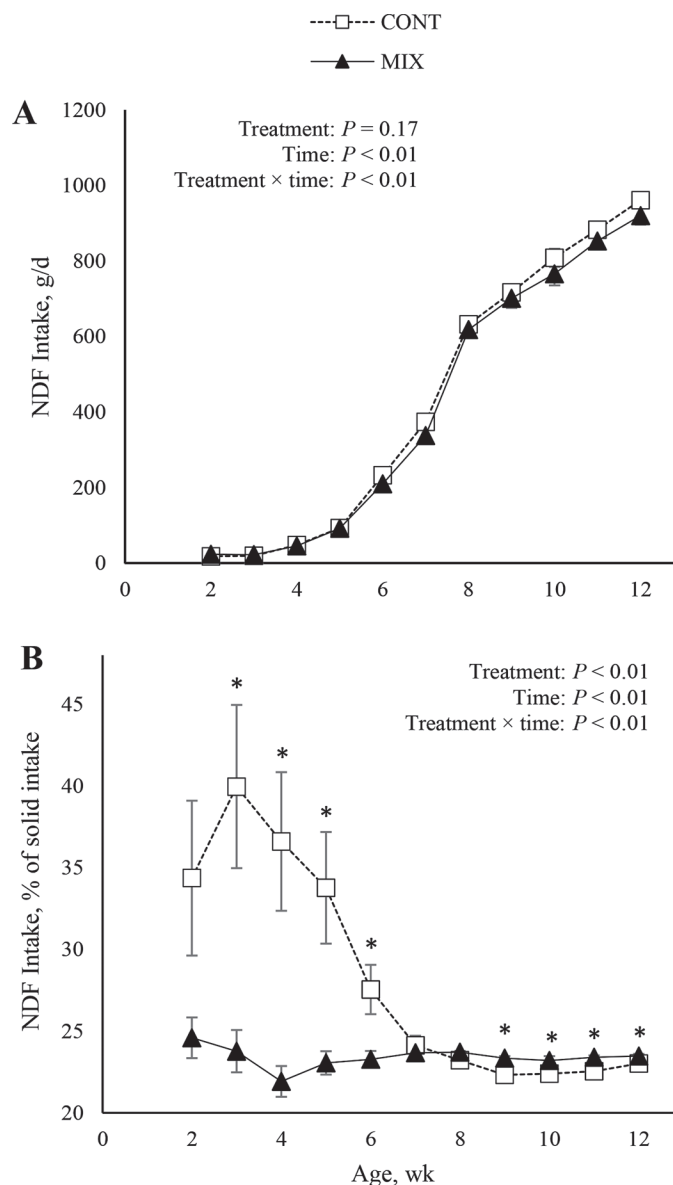 CONT
MIX
A
Treatment: P = 0.17
Time: P < 0.01
Treatment × time: P < 0.01
NDF Intake, g/d
1200
1000
800
600
400
200
0
0 2 4 6 8 10 12
B
Treatment: P < 0.01
Time: P < 0.01
Treatment × time: P < 0.01
NDF Intake, % of solid intake
45
40
35
30
25
20
* * * * * * * *
0 2 4 6 8 10 12
Age, wk